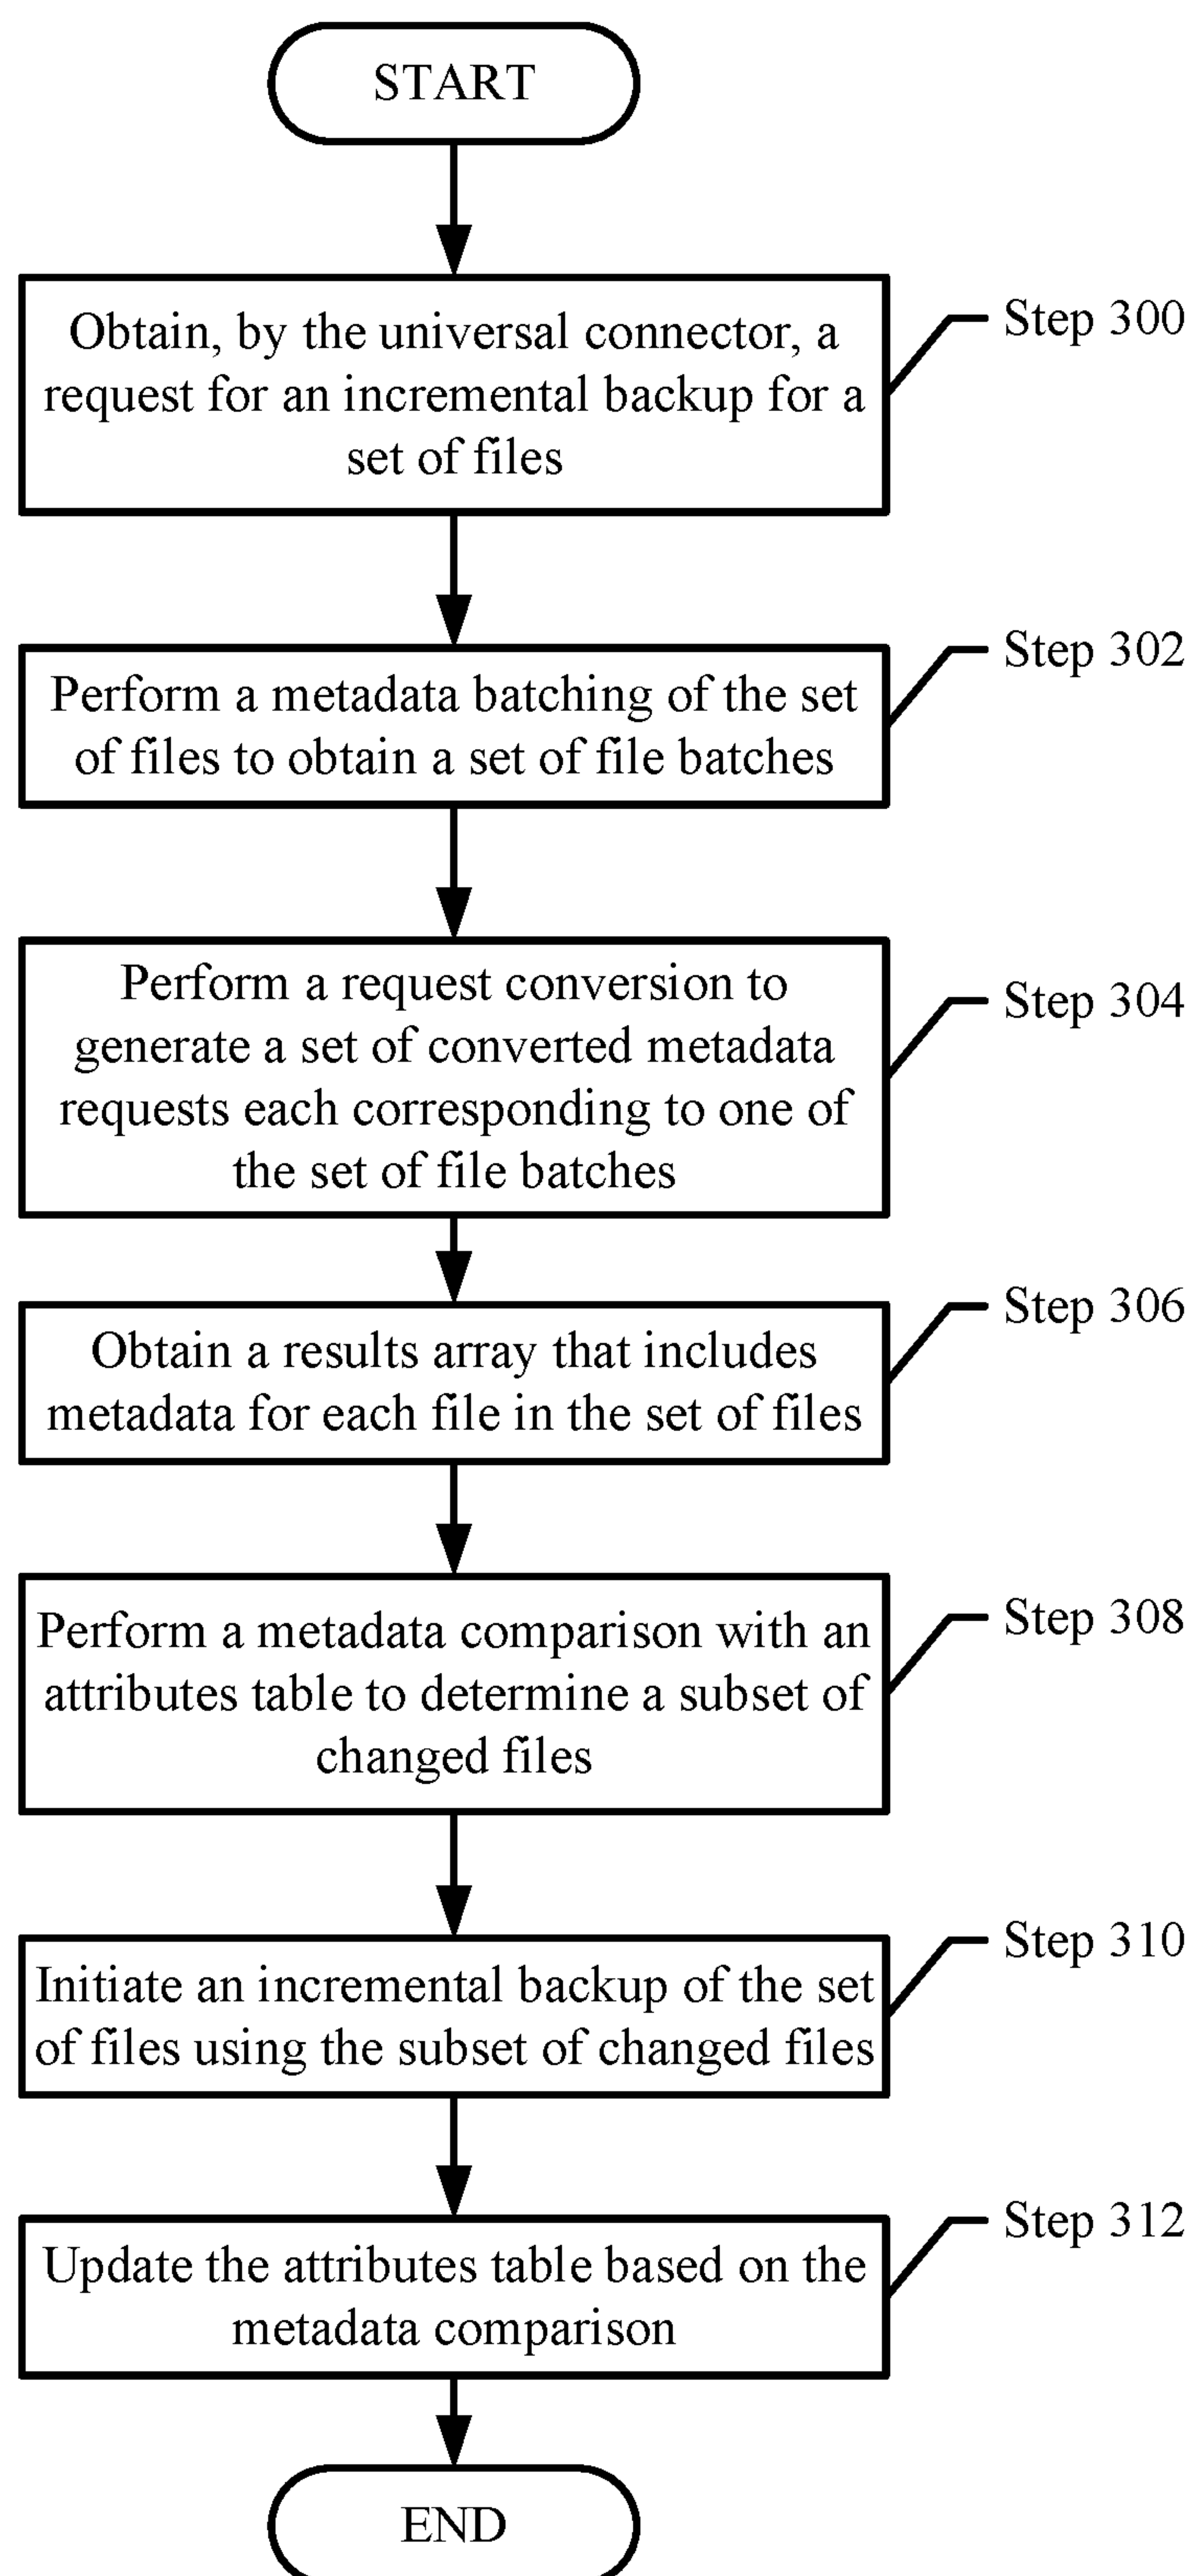 START
Obtain, by the universal connector, a
request for an incremental backup for a
set of files
Step 300
Perform a metadata batching of the set
of files to obtain a set of file batches
Step 302
Perform a request conversion to
generate a set of converted metadata
requests each corresponding to one of
the set of file batches
Step 304
Obtain a results array that includes
metadata for each file in the set of files
Step 306
Perform a metadata comparison with an
attributes table to determine a subset of
changed files
Step 308
Initiate an incremental backup of the set
of files using the subset of changed files
Step 310
Update the attributes table based on the
metadata comparison
Step 312
END